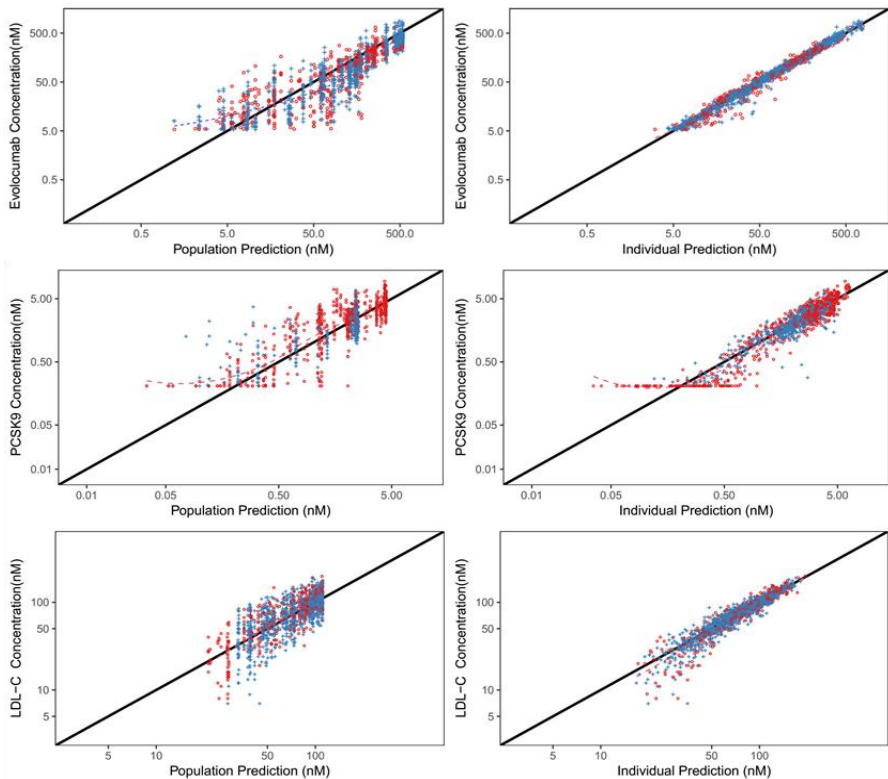 Evolocumab Concentration(nM)
500.0
50.0
5.0
0.5
0.5 5.0 50.0 500.0
Population Prediction (nM)
Evolocumab Concentration(nM)
500.0
50.0
5.0
0.5
5.0 50.0 500.0
Individual Prediction (nM)
PCSK9 Concentration(nM)
5.00
0.50
0.05
0.01
0.01 0.05 0.50 5.00
Population Prediction (nM)
PCSK9 Concentration(nM)
5.00
0.50
0.05
0.01
0.01 0.05 0.50 5.00
Individual Prediction (nM)
LDL-C Concentration(nM)
100
50
10
5
5 10 50 100
Population Prediction (nM)
LDL-C Concentration(nM)
100
50
10
5
5 10 50 100
Individual Prediction (nM)